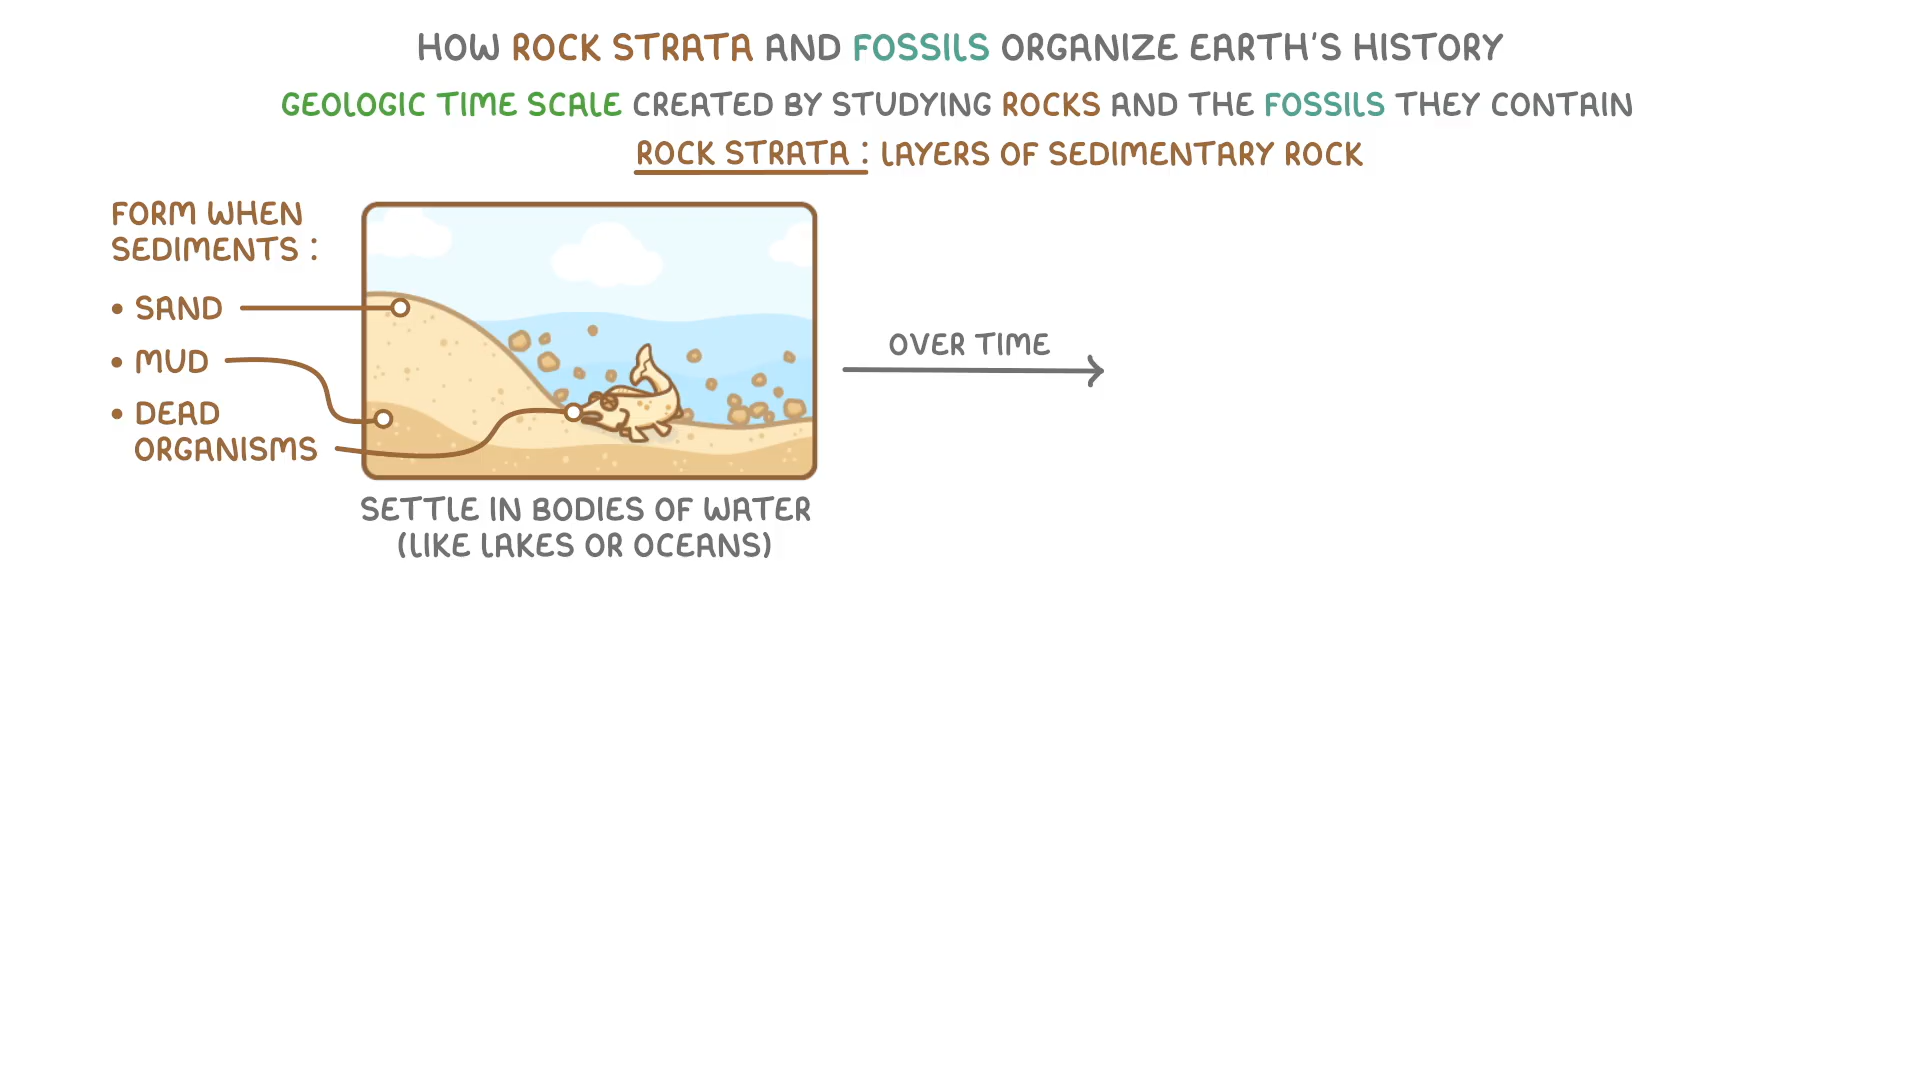 HOW ROCK STRATA AND FOSSILS ORGANIZE EARTH'S HISTORY
GEOLOGIC TIME SCALE CREATED BY STUDYING ROCKS AND THE FOSSILS THEY CONTAIN
ROCK STRATA : LAYERS OF SEDIMENTARY ROCK
FORM WHEN
SEDIMENTS :
• SAND
• MUD
• DEAD
ORGANISMS
SETTLE IN BODIES OF WATER
(LIKE LAKES OR OCEANS)
OVER TIME